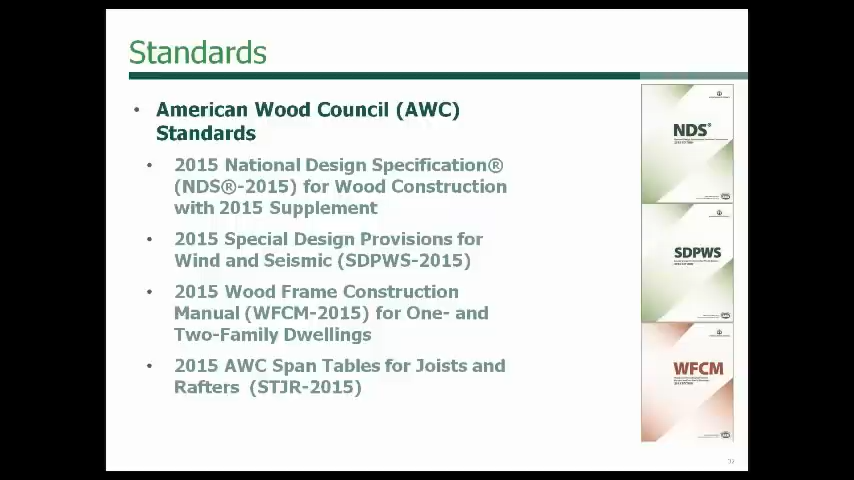 Standards
• American Wood Council (AWC)
Standards
• 2015 National Design Specification®
(NDS®-2015) for Wood Construction
with 2015 Supplement
• 2015 Special Design Provisions for
Wind and Seismic (SDPWS-2015)
• 2015 Wood Frame Construction
Manual (WFCM-2015) for One- and
Two-Family Dwellings
• 2015 AWC Span Tables for Joists and
Rafters (STJR-2015)
NDS®
SDPWS
WFCM